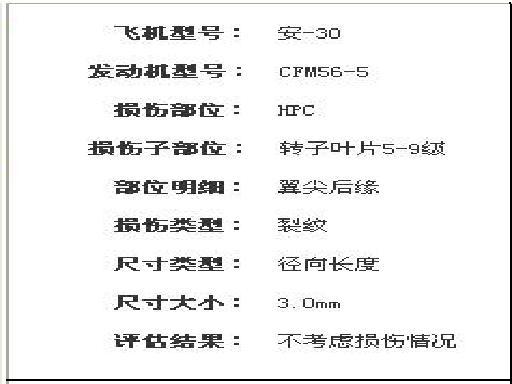 飞机型号： 安-30
发动机型号： CFM56-5
损伤部位： HPC
损伤子部位： 转子叶片5-9级
部位明细： 翼尖后缘
损伤类型： 裂纹
尺寸类型： 径向长度
尺寸大小： 3.0mm
评估结果： 不考虑损伤情况